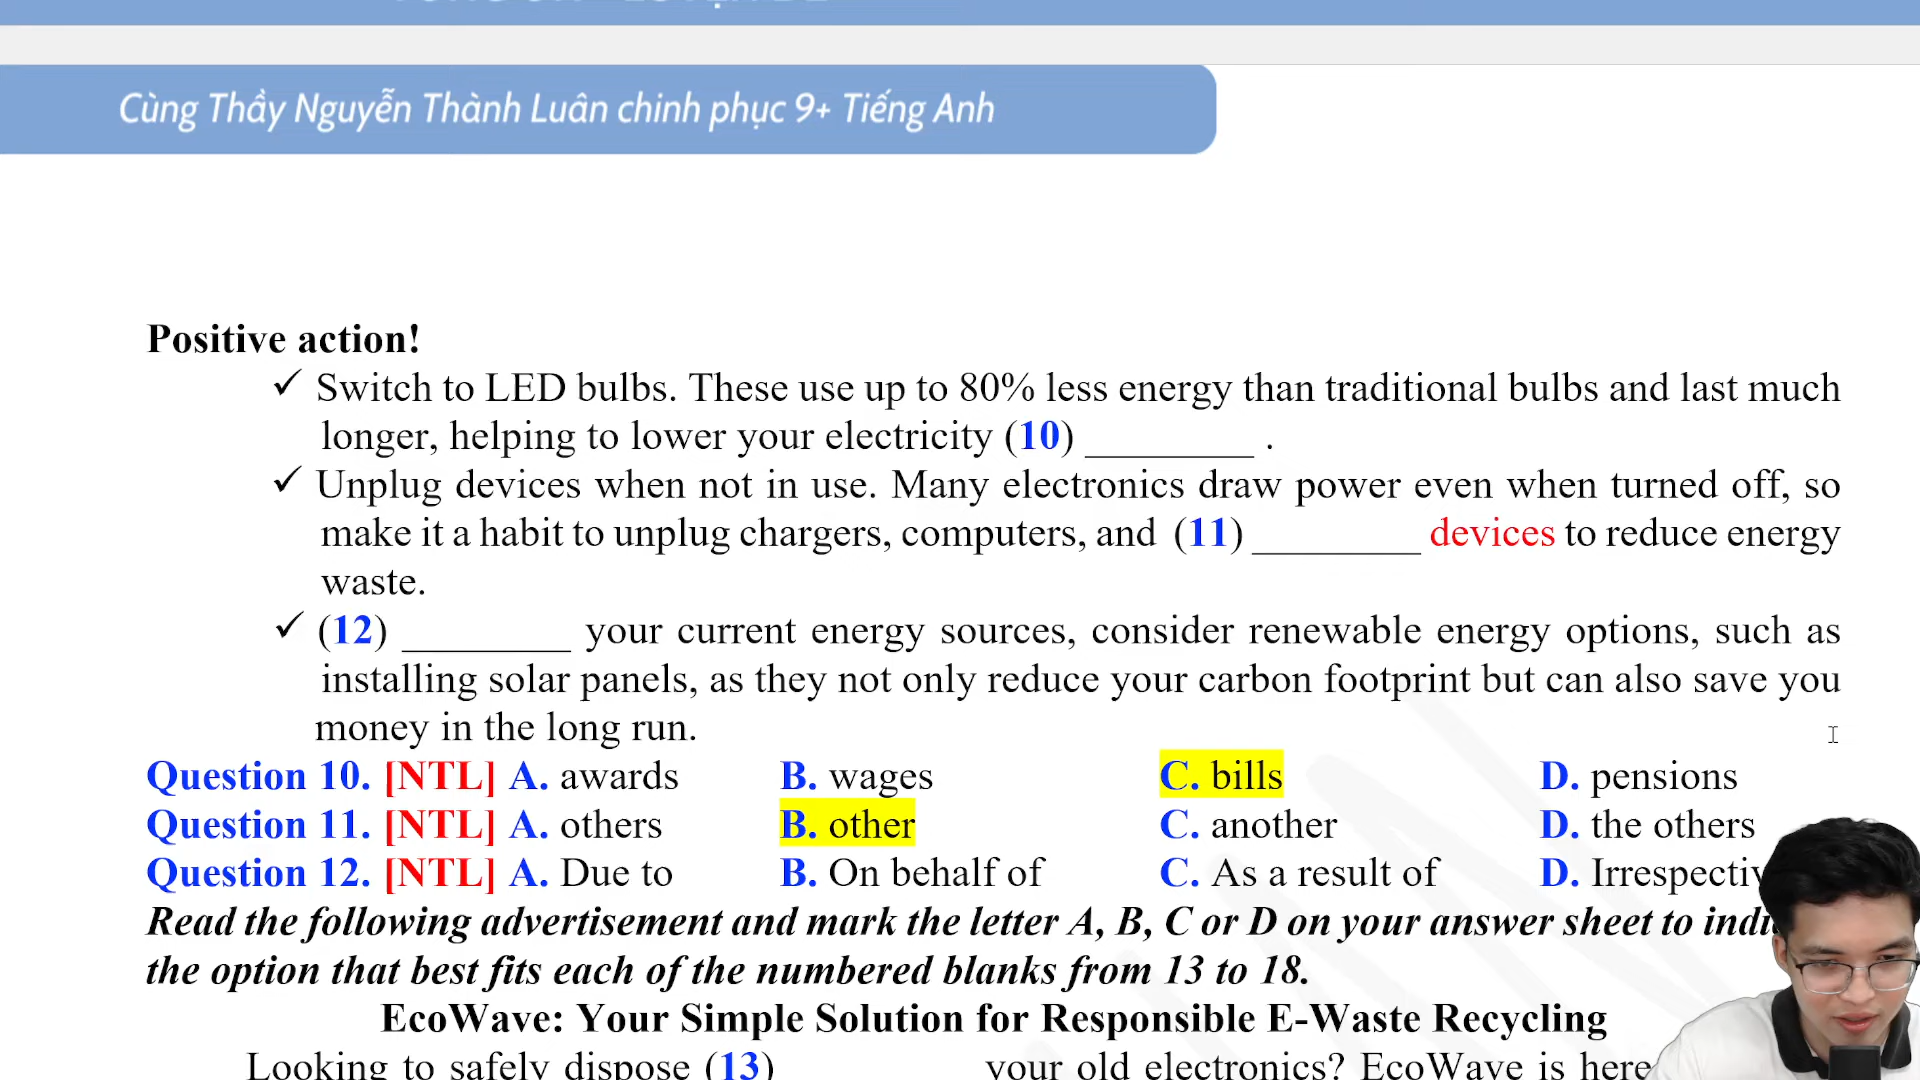 Cùng Thầy Nguyễn Thành Luân chinh phục 9+ Tiếng Anh
Positive action!
✓ Switch to LED bulbs. These use up to 80% less energy than traditional bulbs and last much
longer, helping to lower your electricity (10) ________ .
✓ Unplug devices when not in use. Many electronics draw power even when turned off, so
make it a habit to unplug chargers, computers, and (11) ________ devices to reduce energy
waste.
✓ (12) ________ your current energy sources, consider renewable energy options, such as
installing solar panels, as they not only reduce your carbon footprint but can also save you
money in the long run.
Question 10. [NTL] A. awards B. wages C. bills D. pensions
Question 11. [NTL] A. others B. other C. another D. the others
Question 12. [NTL] A. Due to B. On behalf of C. As a result of D.
Read the following advertisement and mark the letter A, B, C or D on your answer sheet to
the option that best fits each of the numbered blanks from 13 to 18.
EcoWave: Your Simple Solution for Responsible E-Waste Recycling
Looking to safely dispose (13) ________ your old electronics? EcoWave is here